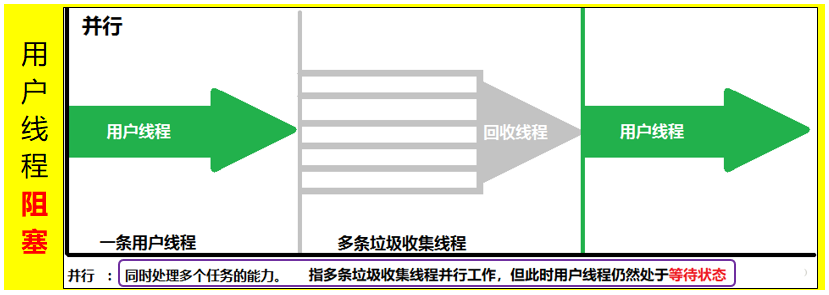 用户线程阻塞
并行
用户线程
回收线程
用户线程
一条用户线程
多条垃圾收集线程
并行 : 同时处理多个任务的能力。 指多条垃圾收集线程并行工作，但此时用户线程仍然处于等待状态